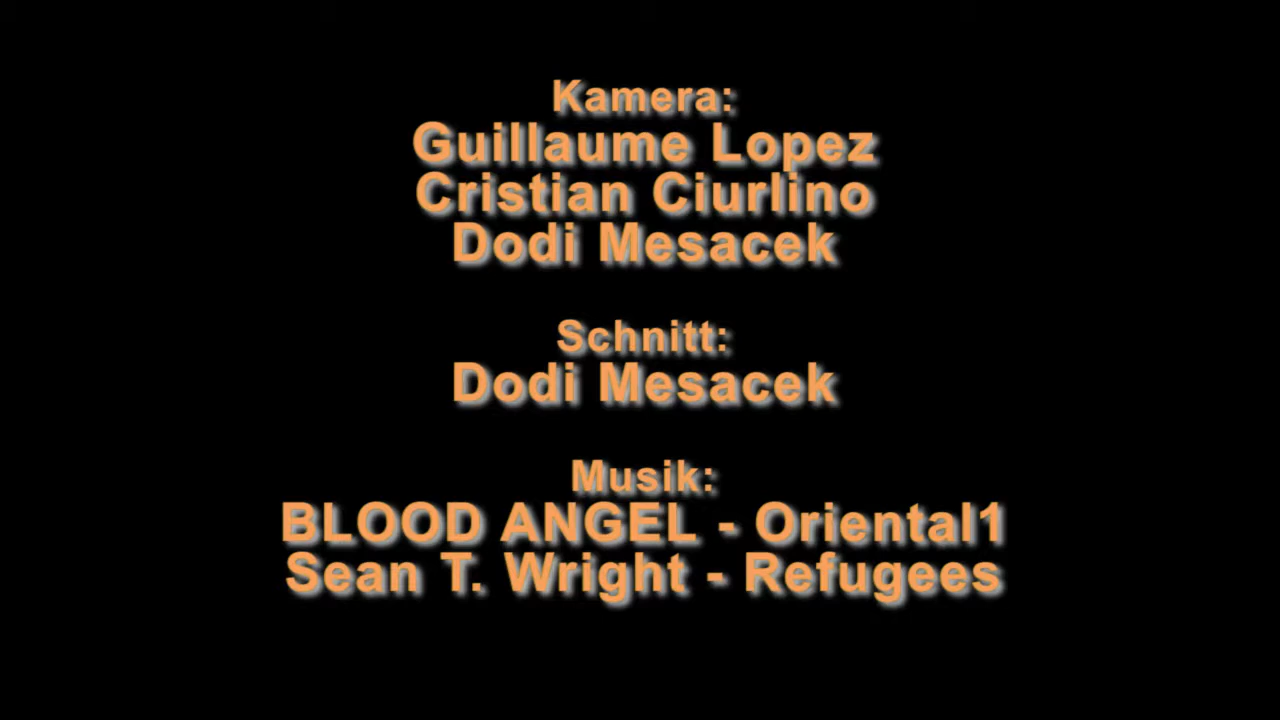 Kamera:
Guillaume Lopez
Cristian Ciurlino
Dodi Mesacek
Schnitt:
Dodi Mesacek
Musik:
BLOOD ANGEL - Oriental1
Sean T. Wright - Refugees